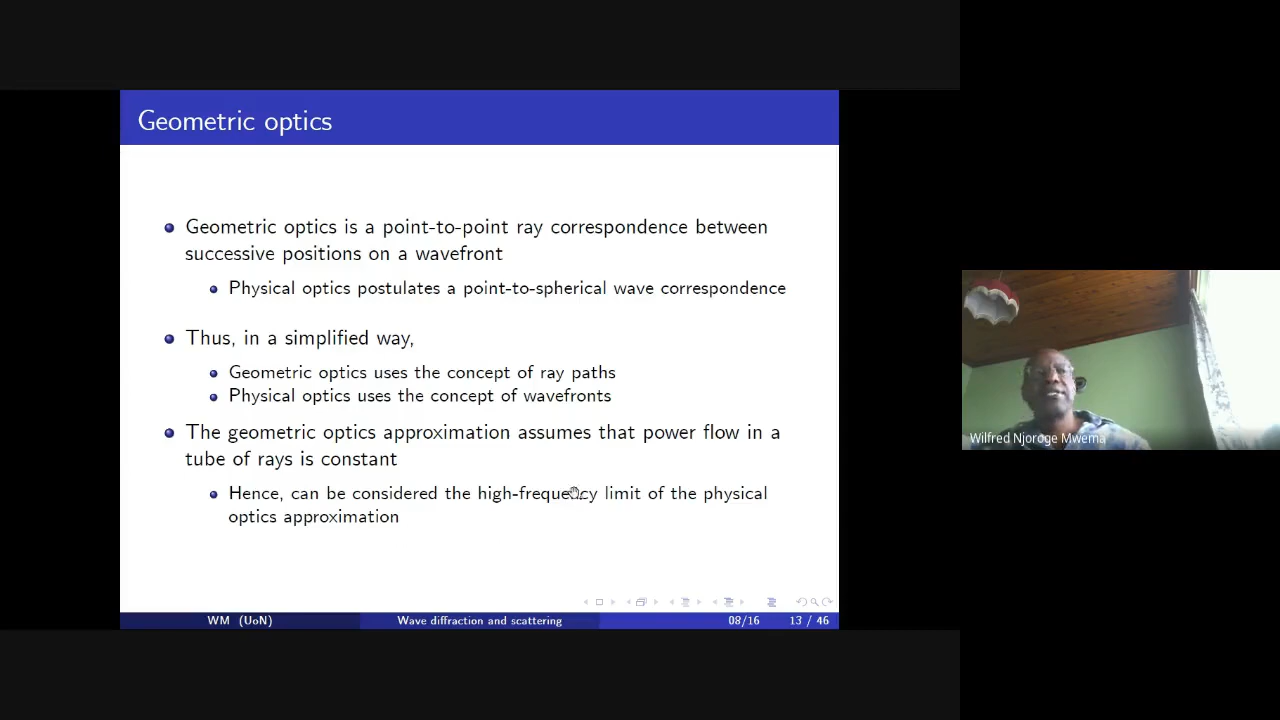 Geometric optics
Geometric optics is a point-to-point ray correspondence between
successive positions on a wavefront
Physical optics postulates a point-to-spherical wave correspondence
Thus, in a simplified way,
Geometric optics uses the concept of ray paths
Physical optics uses the concept of wavefronts
The geometric optics approximation assumes that power flow in a
tube of rays is constant
Hence, can be considered the high-frequency limit of the physical
optics approximation
WM (UoN)
Wave diffraction and scattering
08/16
13 / 46
Wilfred Njoroge Mwema